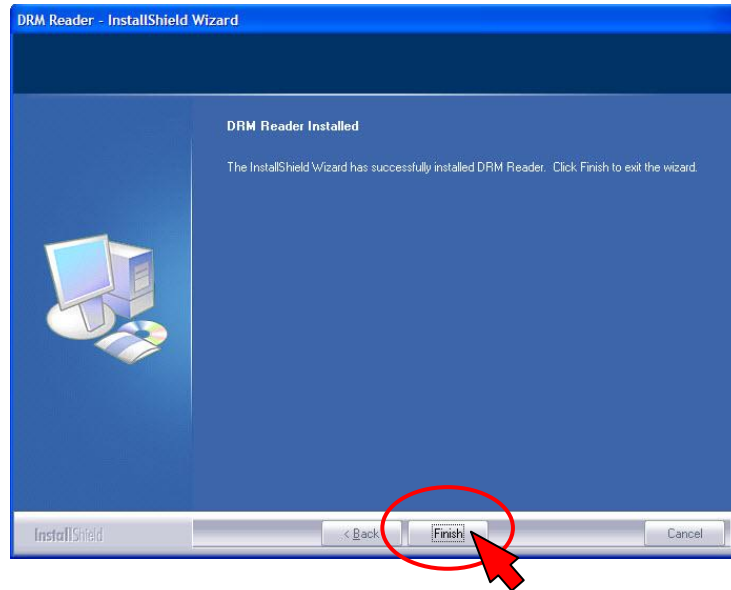 DRM Reader - InstallShield Wizard
DRM Reader Installed
The InstallShield Wizard has successfully installed DRM Reader. Click Finish to exit the wizard.
InstallShield
< Back
Finish
Cancel